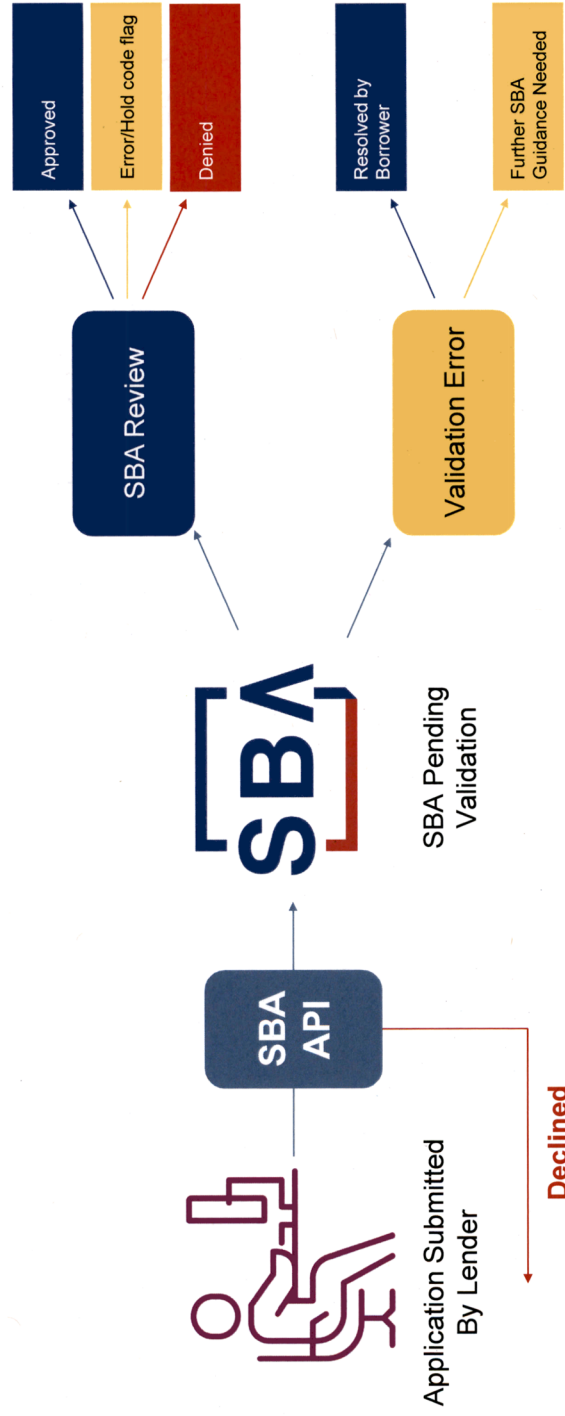 Application Submitted
By Lender
SBA
API
Declined
SBA
SBA Pending
Validation
SBA Review
Validation Error
Approved
Error/Hold code flag
Denied
Resolved by
Borrower
Further SBA
Guidance Needed